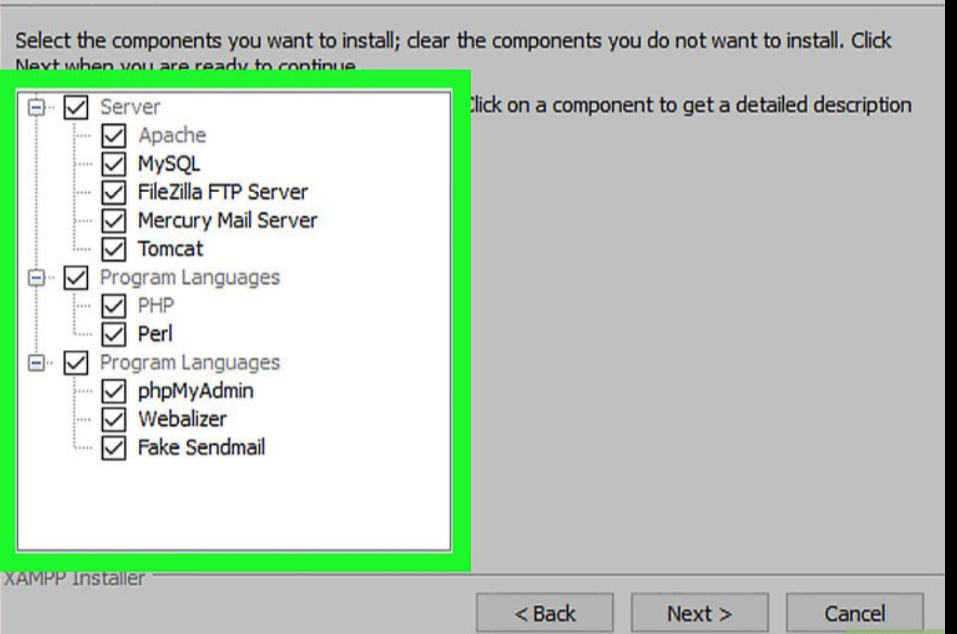 Select the components you want to install; clear the components you do not want to install. Click
Next when you are ready to continue.
Click on a component to get a detailed description
Server
Apache
MySQL
FileZilla FTP Server
Mercury Mail Server
Tomcat
Program Languages
PHP
Perl
Program Languages
phpMyAdmin
Webalizer
Fake Sendmail
XAMPP Installer
< Back
Next >
Cancel